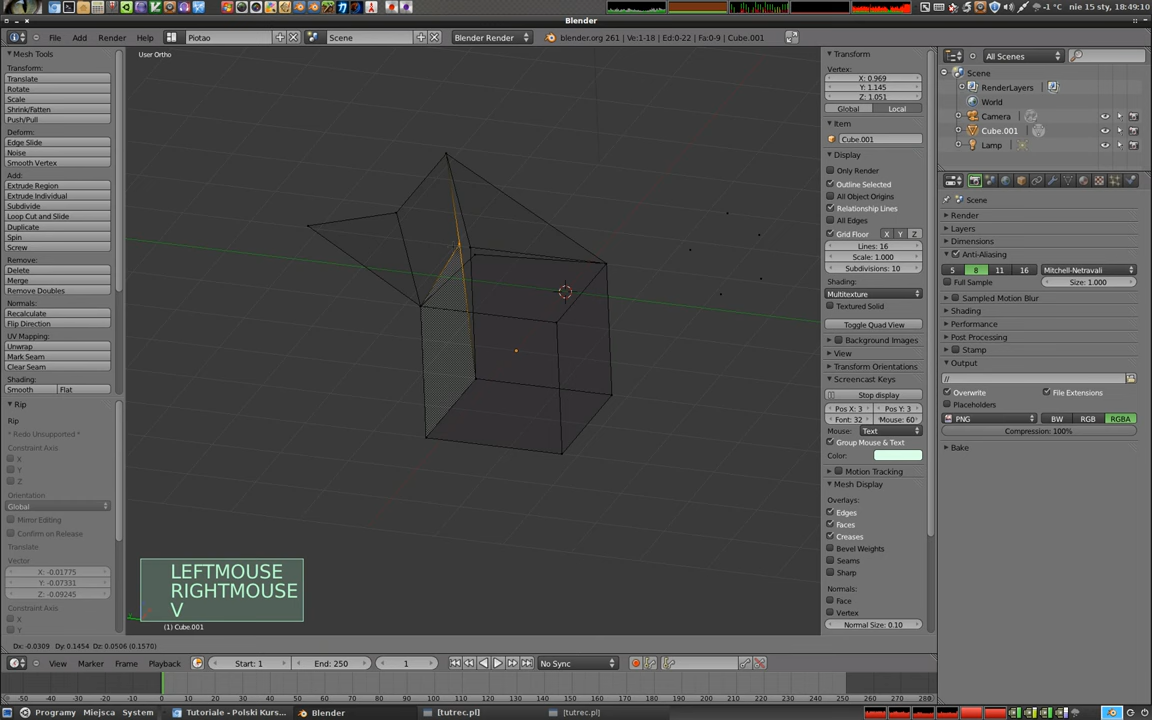 -1 °C nie 15 sty, 18:49:10
Blender
File Add Render Help Piotao Scene Blender Render blender.org 261 | Ve:1-18 | Ed:0-22 | Fa:0-9 | Cube.001
All Scenes
Mesh Tools
Transform:
Translate
Rotate
Scale
Shrink/Fatten
Push/Pull
Deform:
Edge Slide
Noise
Smooth Vertex
Add:
Extrude Region
Extrude Individual
Subdivide
Loop Cut and Slide
Duplicate
Spin
Screw
Remove:
Delete
Merge
Remove Doubles
Normals:
Recalculate
Flip Direction
UV Mapping:
Unwrap
Mark Seam
Clear Seam
Shading:
Smooth Flat
Rip
Rip
* Redo Unsupported *
Constraint Axis
X
Y
Z
Orientation
Global
Mirror Editing
Confirm on Release
Translate
Vector
X: -0.01775
Y: -0.07331
Z: -0.09245
Constraint Axis
X
Y
User Ortho
LEFTMOUSE
RIGHTMOUSE
V
(1) Cube.001
Dx: -0.0309 Dy: 0.1454 Dz: 0.0506 (0.1570)
Transform
Vertex:
X: 0.969
Y: 1.145
Z: 1.051
Global Local
Item
Cube.001
Display
Only Render
Outline Selected
All Object Origins
Relationship Lines
All Edges
Grid Floor X Y Z
Lines: 16
Scale: 1.000
Subdivisions: 10
Shading:
Multitexture
Textured Solid
Toggle Quad View
Background Images
View
Transform Orientations
Screencast Keys
Stop display
Pos X: 3 Pos Y: 3
Font: 32 Mouse: 60
Mouse: Text
Group Mouse & Text
Color:
Motion Tracking
Mesh Display
Overlays:
Edges
Faces
Creases
Bevel Weights
Seams
Sharp
Normals:
Face
Vertex
Normal Size: 0.10
Scene
RenderLayers
World
Camera
Cube.001
Lamp
Scene
Render
Layers
Dimensions
Anti-Aliasing
5 8 11 16 Mitchell-Netravali
Full Sample Size: 1.000
Sampled Motion Blur
Shading
Performance
Post Processing
Stamp
Output
//
Overwrite File Extensions
Placeholders
PNG BW RGB RGBA
Compression: 100%
Bake
View Marker Frame Playback Start: 1 End: 250 1 No Sync
-50 -40 -30 -20 -10 0 10 20 30 40 50 60 70 80 90 100 110 120 130 140 150 160 170 180 190 200 210 220 230 240 250 260 270 280
Programy Miejsca System Tutoriale - Polski Kurs... Blender [tutrec.pl] [tutrec.pl]